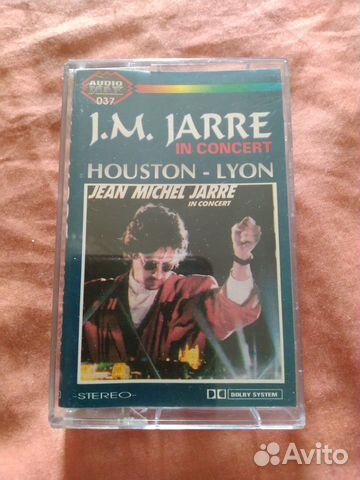 AUDIO
MAX
037
J.M. JARRE
IN CONCERT
HOUSTON - LYON
JEAN MICHEL JARRE
IN CONCERT
-STEREO-
DOLBY SYSTEM
Avito